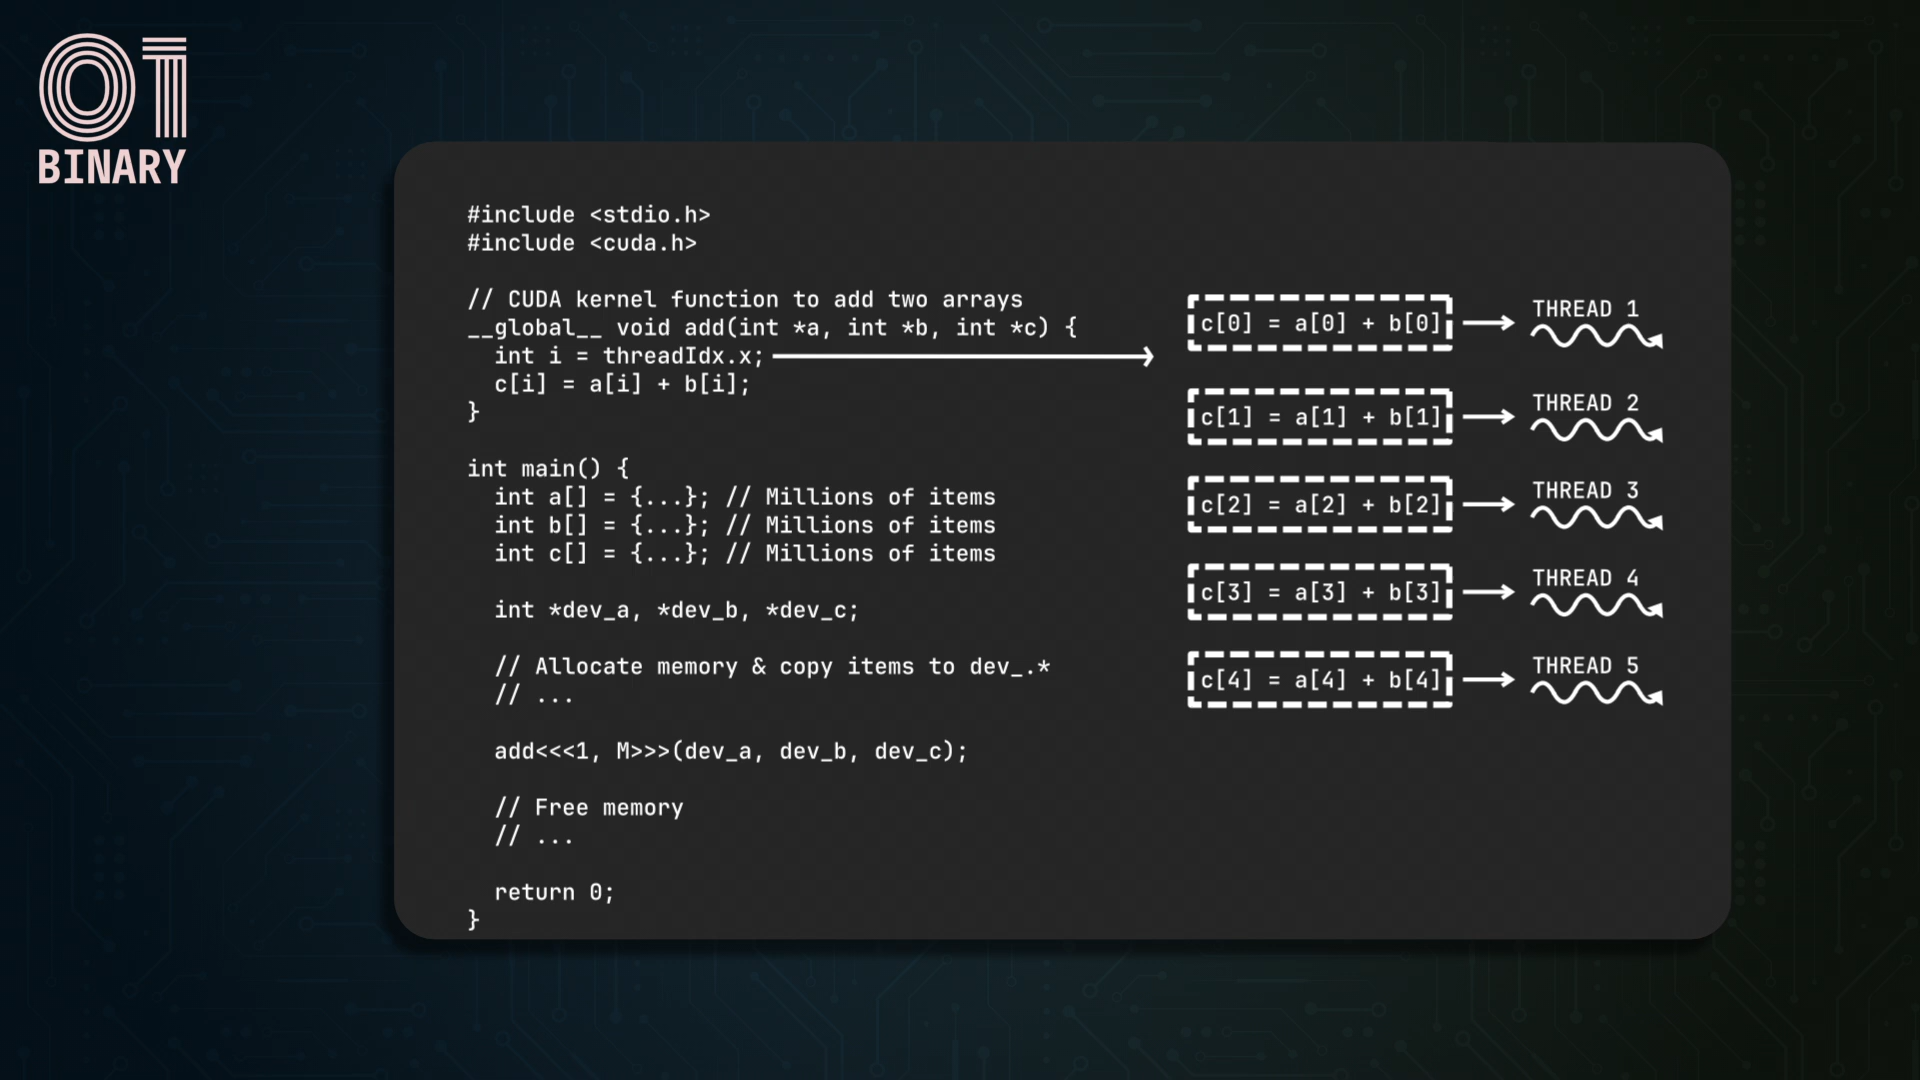 01
BINARY
#include <stdio.h>
#include <cuda.h>
// CUDA kernel function to add two arrays
__global__ void add(int *a, int *b, int *c) {
  int i = threadIdx.x;
  c[i] = a[i] + b[i];
}
int main() {
  int a[] = {...}; // Millions of items
  int b[] = {...}; // Millions of items
  int c[] = {...}; // Millions of items
  int *dev_a, *dev_b, *dev_c;
  // Allocate memory & copy items to dev_.*
  // ...
  add<<<1, M>>>(dev_a, dev_b, dev_c);
  // Free memory
  // ...
  return 0;
}
c[0] = a[0] + b[0] THREAD 1
c[1] = a[1] + b[1] THREAD 2
c[2] = a[2] + b[2] THREAD 3
c[3] = a[3] + b[3] THREAD 4
c[4] = a[4] + b[4] THREAD 5